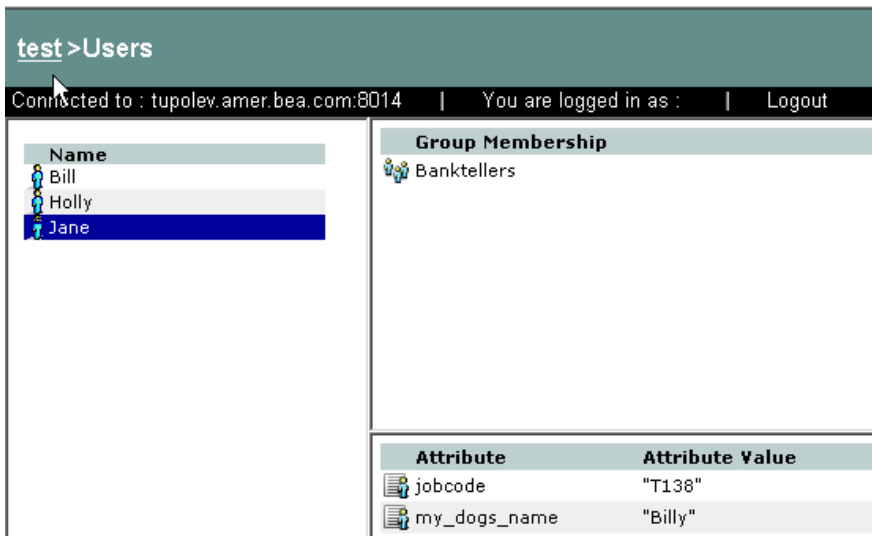 test >Users
Connected to : tupolev.amer.bea.com:8014 | You are logged in as : | Logout
Name
Bill
Holly
Jane
Group Membership
Banktellers
Attribute Attribute Value
jobcode "T138"
my_dogs_name "Billy"